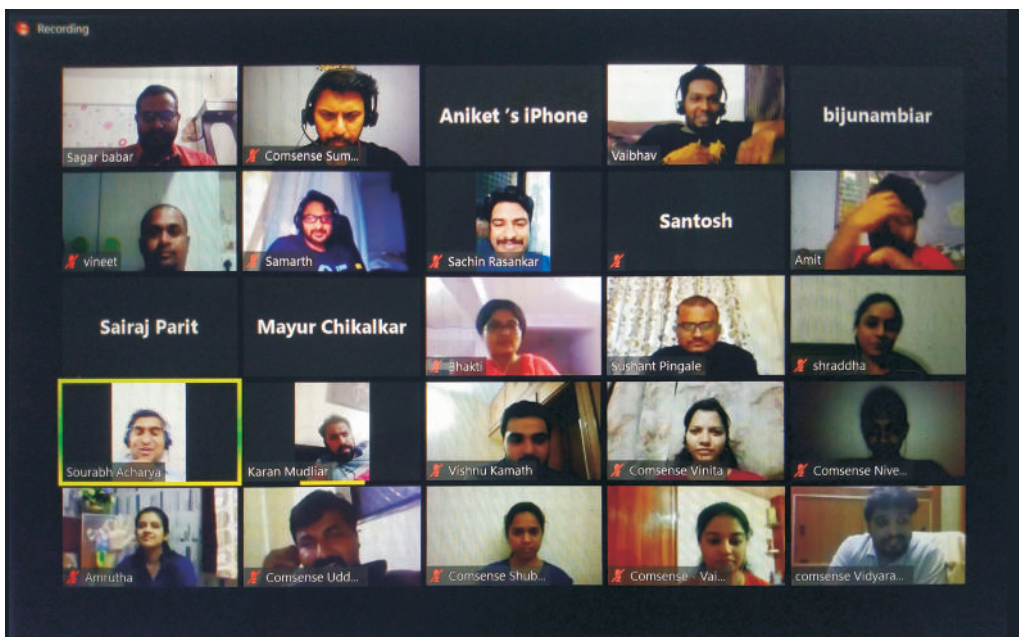 Recording
Sagar babar
Comsense Sum...
Aniket 's iPhone
Vaibhav
bijunambiar
vineet
Samarth
Sachin Rasankar
Santosh
Amit
Sairaj Parit
Mayur Chikalkar
Bhakti
Sushant Pingale
shraddha
Sourabh Acharya
Karan Mudliar
Vishnu Kamath
Comsense Vinita
Comsense Nive...
Amrutha
Comsense Udd...
Comsense Shub...
Comsense - Vai...
comsense Vidyara...